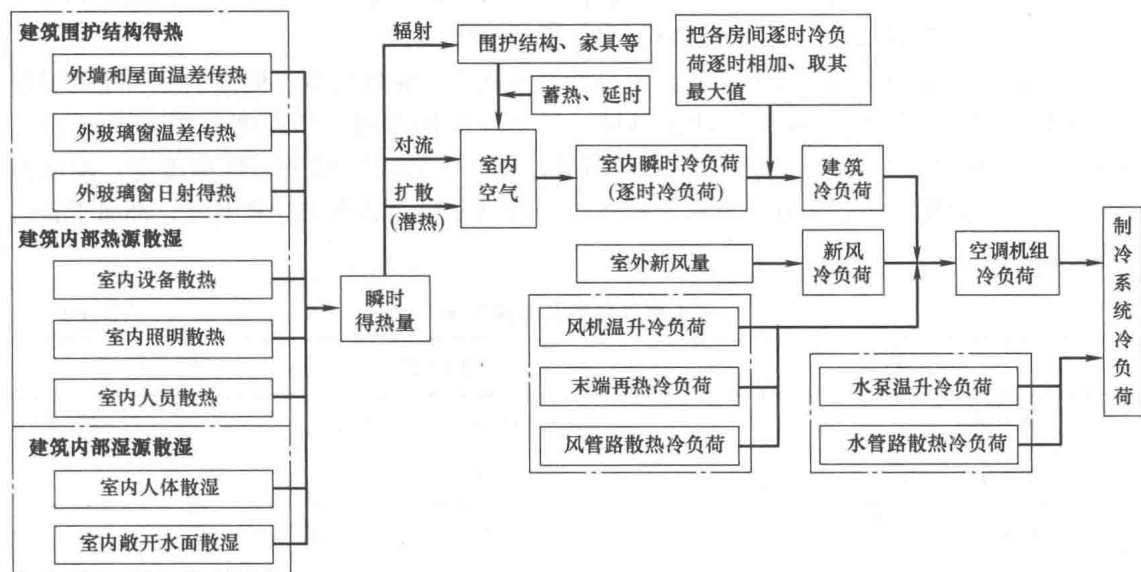 建筑围护结构得热
外墙和屋面温差传热
外玻璃窗温差传热
外玻璃窗日射得热
建筑内部热源散湿
室内设备散热
室内照明散热
室内人员散热
建筑内部湿源散湿
室内人体散湿
室内敞开水面散湿
瞬时
得热量
辐射
对流
扩散
(潜热)
围护结构、家具等
蓄热、延时
室内
空气
室内瞬时冷负荷
(逐时冷负荷)
把各房间逐时冷负
荷逐时相加、取其
最大值
建筑
冷负荷
室外新风量
新风
冷负荷
风机温升冷负荷
末端再热冷负荷
风管路散热冷负荷
空调机组
冷负荷
水泵温升冷负荷
水管路散热冷负荷
制
冷
系
统
冷
负
荷